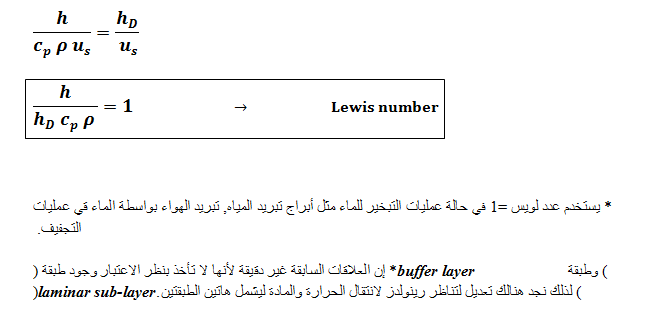 h / (c_p ρ u_s) = h_D / u_s
h / (h_D c_p ρ) = 1 → Lewis number
* يستخدم عدد لويس =1 في حالة عمليات التبخير للماء مثل أبراج تبريد المياه, تبريد الهواء بواسطة الماء قي عمليات
التجفيف.
) وطبقة buffer layer* إن العلاقات السابقة غير دقيقة لأنها لا تأخذ بنظر الاعتبار وجود طبقة (
) لذلك نجد هنالك تعديل لتناظر رينولدز لانتقال الحرارة والمادة ليشمل هاتين الطبقتين.laminar sub-layer(